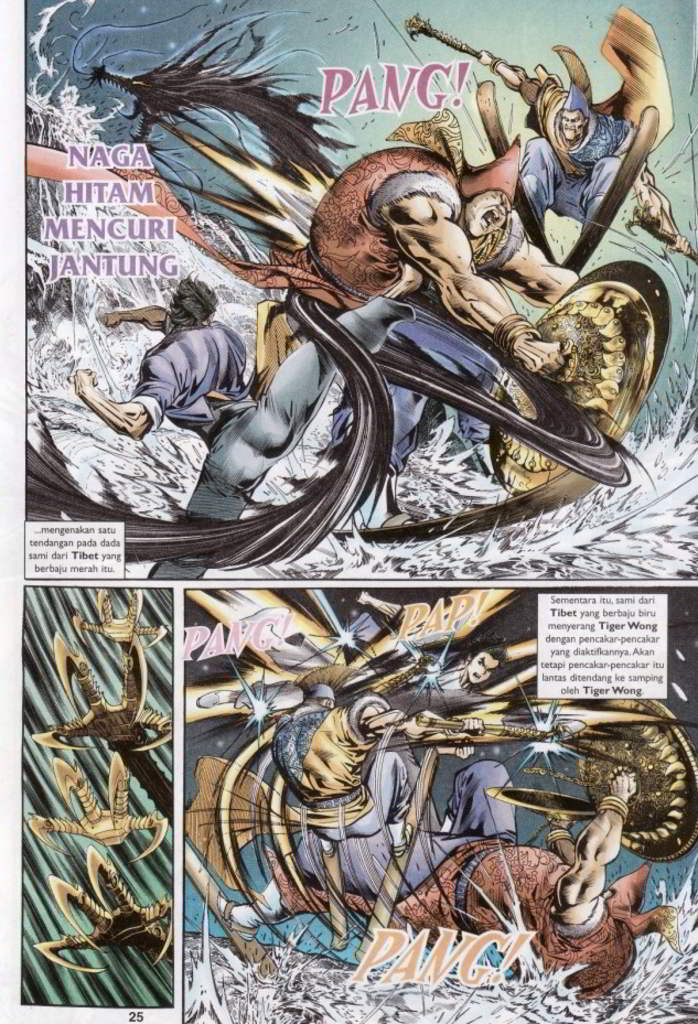 PANG!
NAGA
HITAM
MENCURI
JANTUNG
...mengenakan satu
tendangan pada dada
sami dari Tibet yang
berbaju merah itu.
PANG!
PAP!
Sementara itu, sami dari
Tibet yang berbaju biru
menyerang Tiger Wong
dengan pencakar-pencakar
yang diaktifkannya. Akan
tetapi pencakar-pencakar itu
lantas ditendang ke samping
oleh Tiger Wong.
PANG!
25